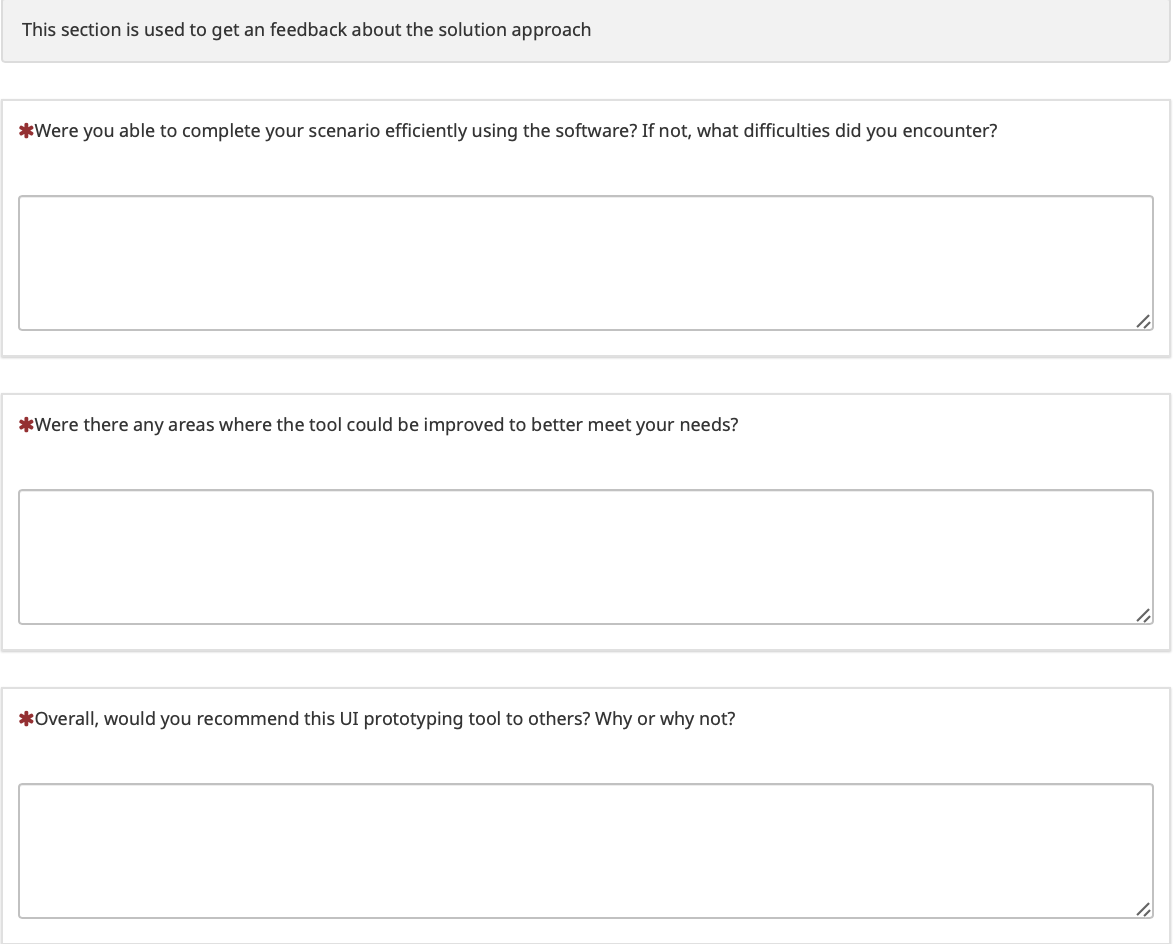 This section is used to get an feedback about the solution approach
✱Were you able to complete your scenario efficiently using the software? If not, what difficulties did you encounter?
✱Were there any areas where the tool could be improved to better meet your needs?
✱Overall, would you recommend this UI prototyping tool to others? Why or why not?